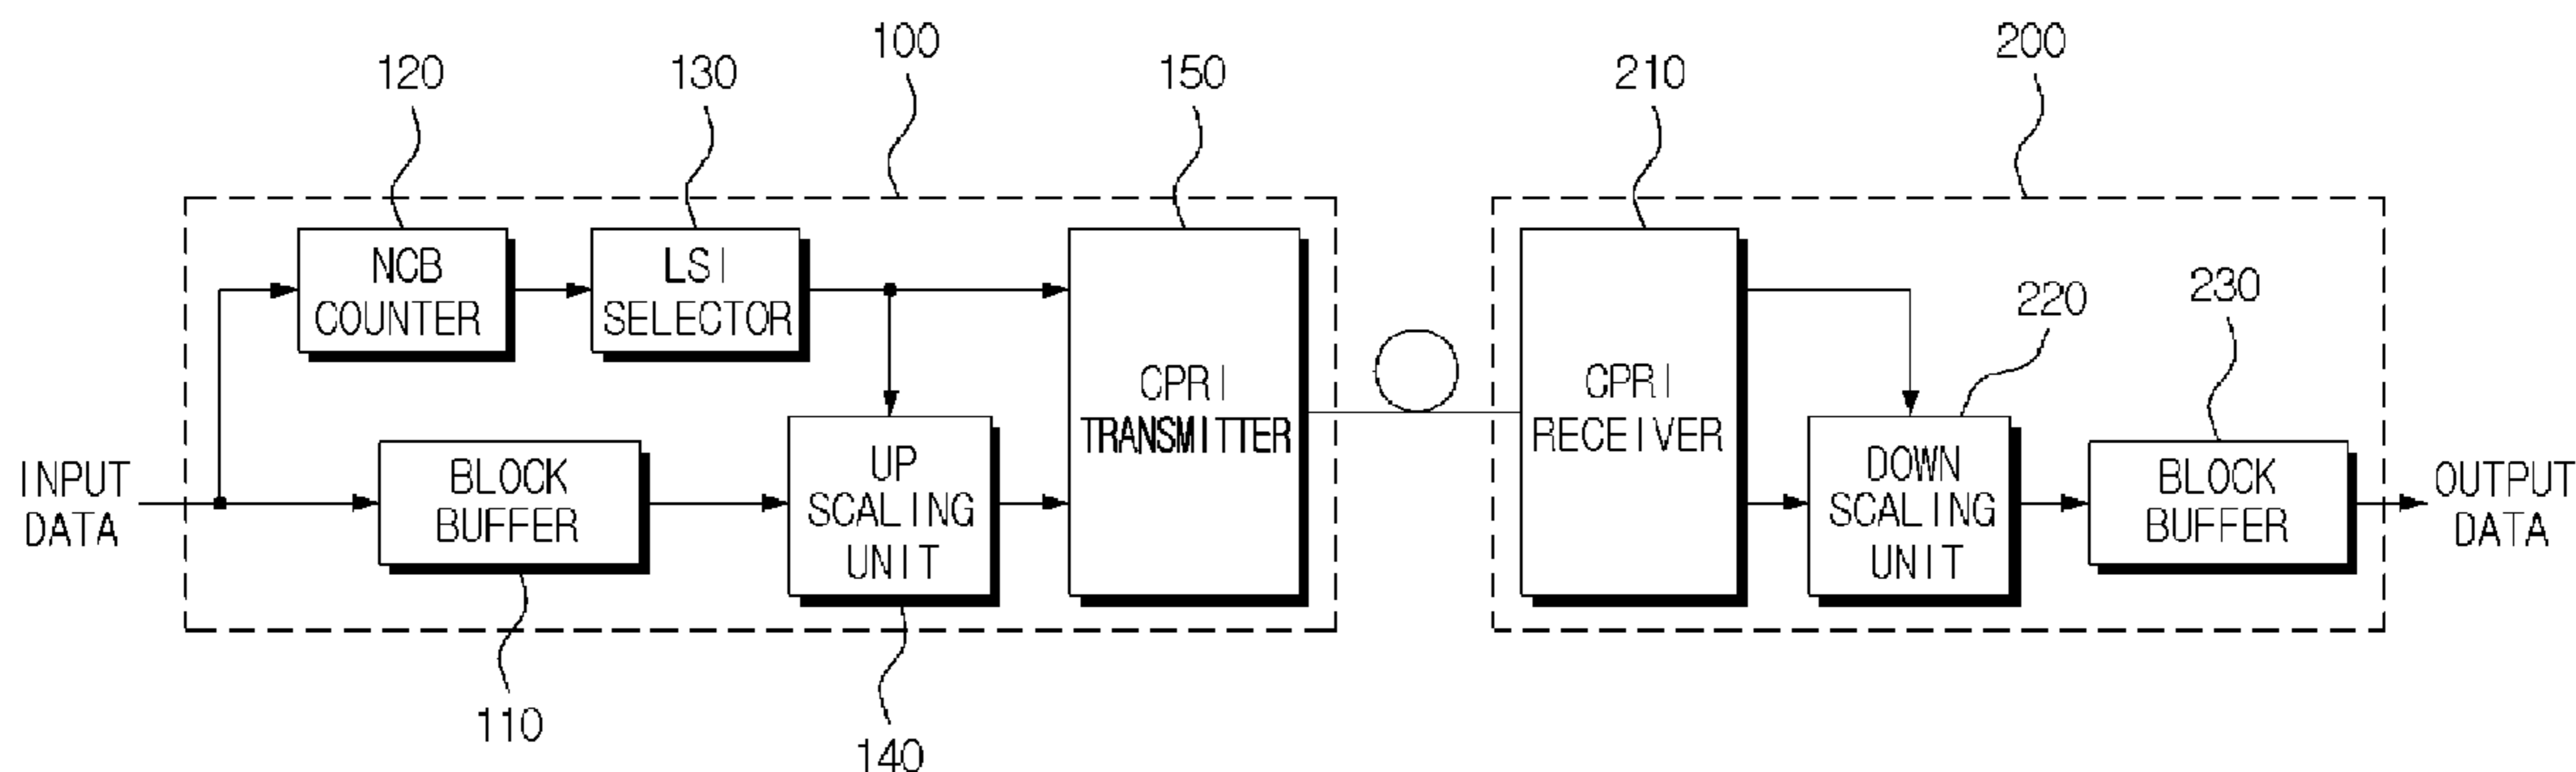 100
200
120
130
150
210
NCB
COUNTER
LSI
SELECTOR
220
230
CPRI
TRANSMITTER
CPRI
RECEIVER
INPUT
DATA
BLOCK
BUFFER
UP
SCALING
UNIT
DOWN
SCALING
UNIT
BLOCK
BUFFER
OUTPUT
DATA
110
140